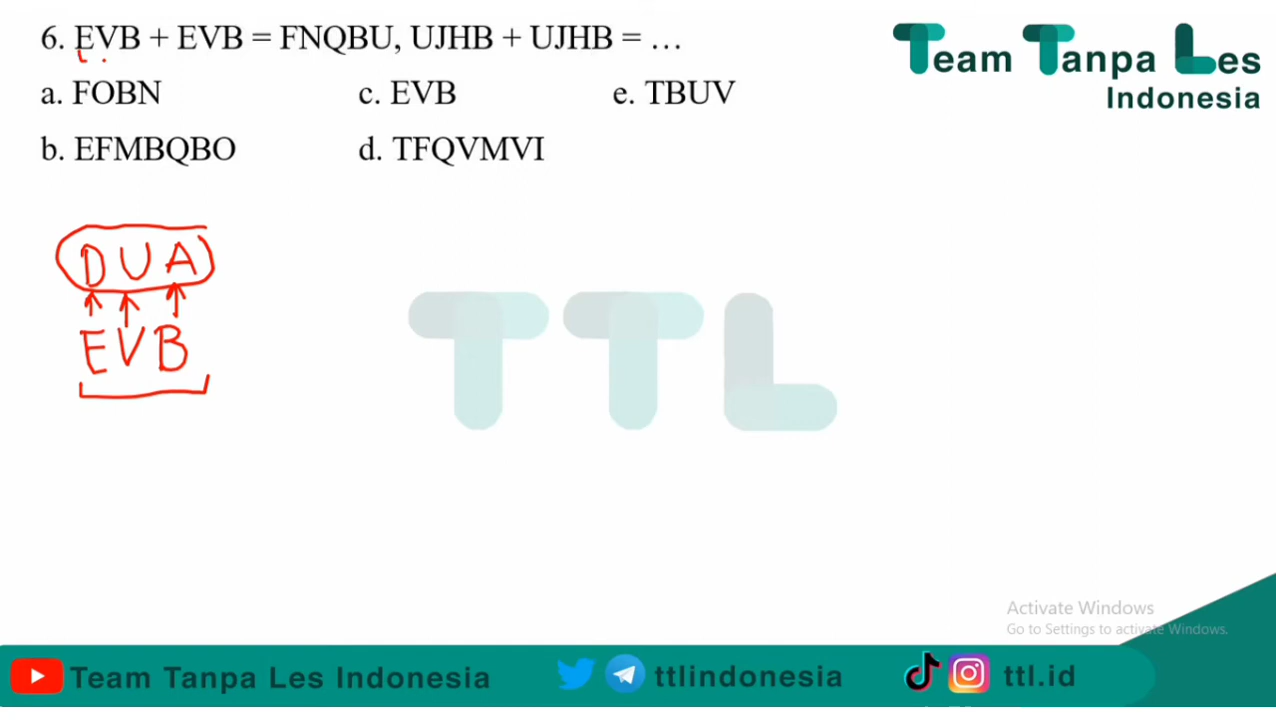 6. EVB + EVB = FNQBU, UJHB + UJHB = …
a. FOBN c. EVB e. TBUV
b. EFMBQBO d. TFQVMVI
Team Tanpa Les
Indonesia
DUA
EVB
TTL
Activate Windows
Go to Settings to activate Windows.
Team Tanpa Les Indonesia ttlindonesia ttl.id